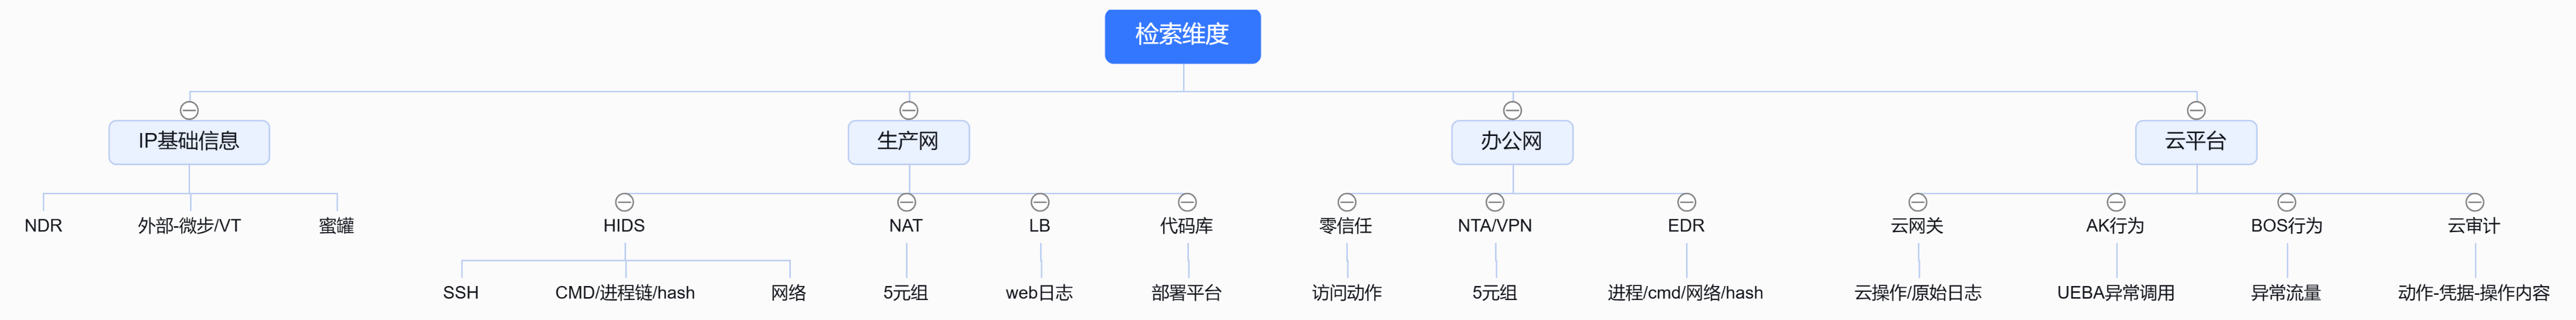 检索维度
IP基础信息
生产网
办公网
云平台
NDR
外部-微步/VT
蜜罐
HIDS
NAT
LB
代码库
零信任
NTA/VPN
EDR
云网关
AK行为
BOS行为
云审计
SSH
CMD/进程链/hash
网络
5元组
web日志
部署平台
访问动作
5元组
进程/cmd/网络/hash
云操作/原始日志
UEBA异常调用
异常流量
动作-凭据-操作内容